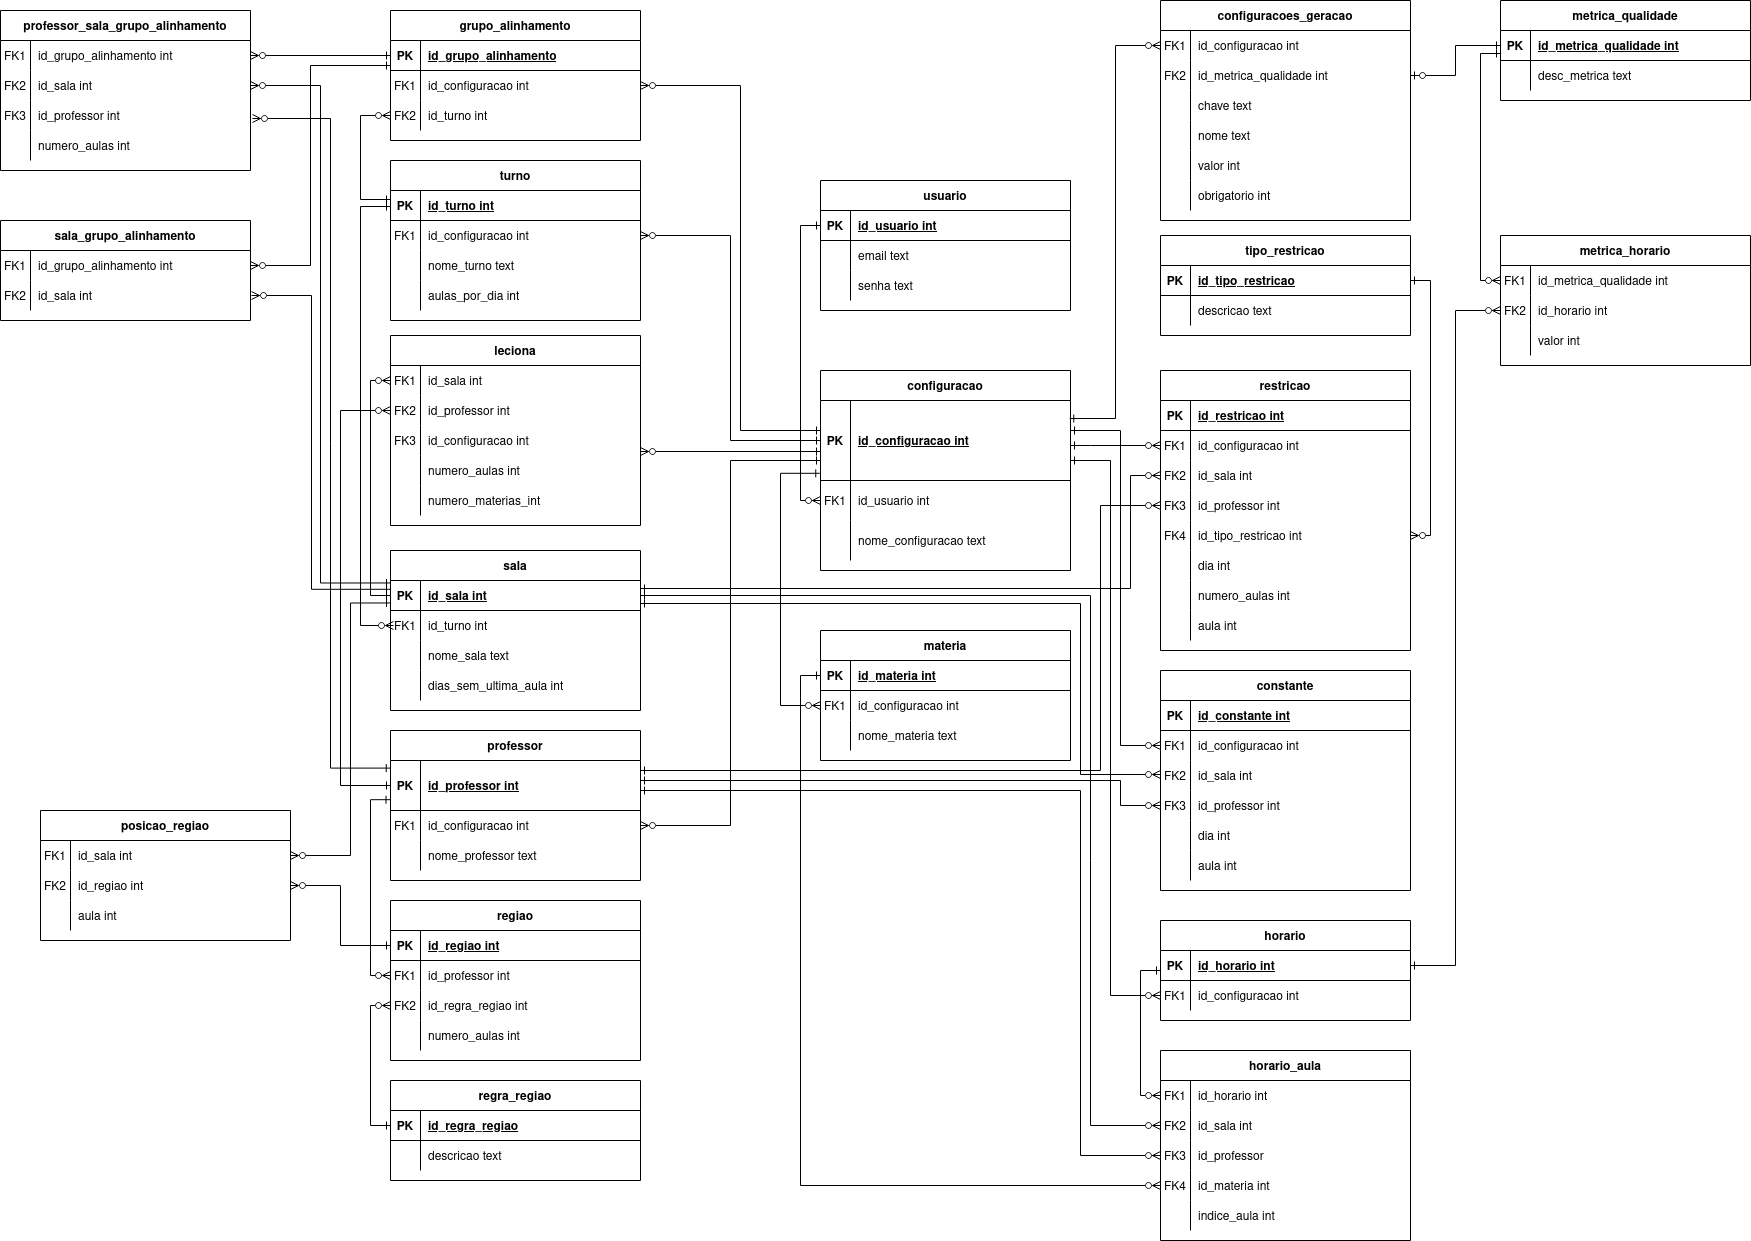 professor_sala_grupo_alinhamento
FK1 id_grupo_alinhamento int
FK2 id_sala int
FK3 id_professor int
numero_aulas int
sala_grupo_alinhamento
FK1 id_grupo_alinhamento int
FK2 id_sala int
posicao_regiao
FK1 id_sala int
FK2 id_regiao int
aula int
grupo_alinhamento
PK id_grupo_alinhamento
FK1 id_configuracao int
FK2 id_turno int
turno
PK id_turno int
FK1 id_configuracao int
nome_turno text
aulas_por_dia int
leciona
FK1 id_sala int
FK2 id_professor int
FK3 id_configuracao int
numero_aulas int
numero_materias_int
sala
PK id_sala int
FK1 id_turno int
nome_sala text
dias_sem_ultima_aula int
professor
PK id_professor int
FK1 id_configuracao int
nome_professor text
regiao
PK id_regiao int
FK1 id_professor int
FK2 id_regra_regiao int
numero_aulas int
regra_regiao
PK id_regra_regiao
descricao text
usuario
PK id_usuario int
email text
senha text
configuracao
PK id_configuracao int
FK1 id_usuario int
nome_configuracao text
materia
PK id_materia int
FK1 id_configuracao int
nome_materia text
configuracoes_geracao
FK1 id_configuracao int
FK2 id_metrica_qualidade int
chave text
nome text
valor int
obrigatorio int
tipo_restricao
PK id_tipo_restricao
descricao text
restricao
PK id_restricao int
FK1 id_configuracao int
FK2 id_sala int
FK3 id_professor int
FK4 id_tipo_restricao int
dia int
numero_aulas int
aula int
constante
PK id_constante int
FK1 id_configuracao int
FK2 id_sala int
FK3 id_professor int
dia int
aula int
horario
PK id_horario int
FK1 id_configuracao int
horario_aula
FK1 id_horario int
FK2 id_sala int
FK3 id_professor
FK4 id_materia int
indice_aula int
metrica_qualidade
PK id_metrica_qualidade int
desc_metrica text
metrica_horario
FK1 id_metrica_qualidade int
FK2 id_horario int
valor int